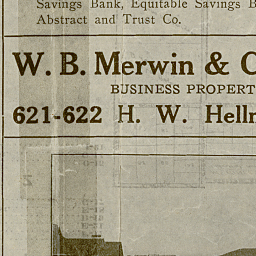 Savings Bank, Equitable Savings B
Abstract and Trust Co.
W. B. Merwin & C
BUSINESS PROPERT
621-622 H. W. Helln